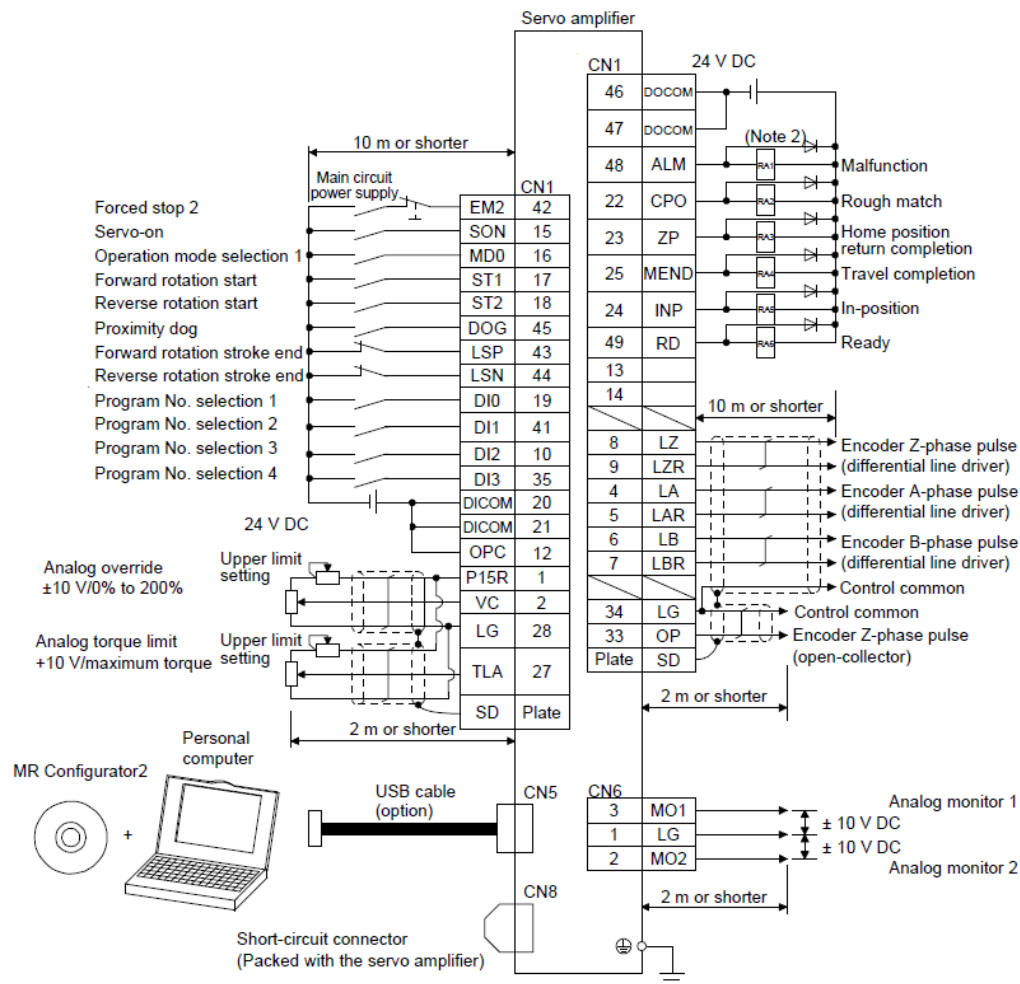 Servo amplifier
10 m or shorter
Main circuit
power supply
CN1
Forced stop 2 EM2 42
Servo-on SON 15
Operation mode selection 1 MD0 16
Forward rotation start ST1 17
Reverse rotation start ST2 18
Proximity dog DOG 45
Forward rotation stroke end LSP 43
Reverse rotation stroke end LSN 44
Program No. selection 1 DI0 19
Program No. selection 2 DI1 41
Program No. selection 3 DI2 10
Program No. selection 4 DI3 35
DICOM 20
24 V DC DICOM 21
OPC 12
Analog override
±10 V/0% to 200%
Upper limit
setting
P15R 1
VC 2
LG 28
Analog torque limit
+10 V/maximum torque
Upper limit
setting
TLA 27
SD Plate
2 m or shorter
CN1
24 V DC
46 DOCOM
47 DOCOM
(Note 2)
48 ALM RA1 Malfunction
22 CPO RA2 Rough match
23 ZP RA3 Home position
return completion
25 MEND RA4 Travel completion
24 INP RA5 In-position
49 RD RA6 Ready
13
14
10 m or shorter
8 LZ Encoder Z-phase pulse
9 LZR (differential line driver)
4 LA Encoder A-phase pulse
5 LAR (differential line driver)
6 LB Encoder B-phase pulse
7 LBR (differential line driver)
Control common
34 LG Control common
33 OP Encoder Z-phase pulse
(open-collector)
Plate SD
2 m or shorter
Personal
computer
MR Configurator2
+
USB cable
(option)
CN5
CN6
3 MO1 Analog monitor 1
± 10 V DC
1 LG
± 10 V DC
2 MO2 Analog monitor 2
2 m or shorter
CN8
Short-circuit connector
(Packed with the servo amplifier)